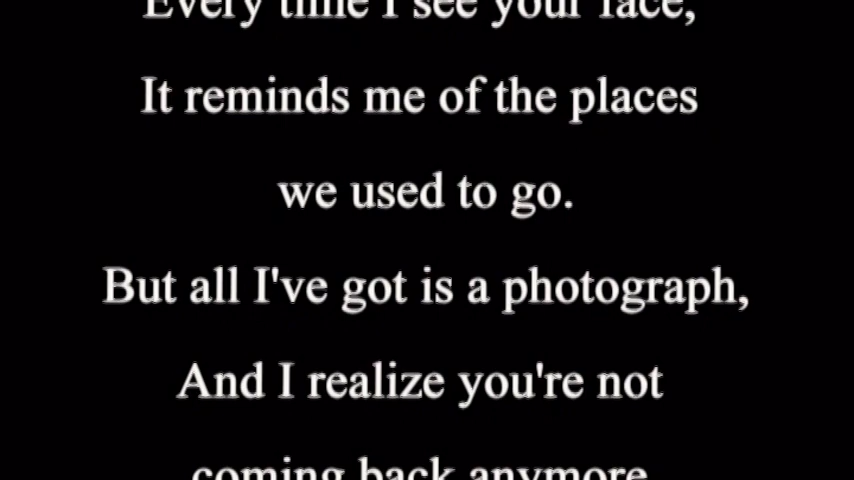 Every time I see your face,
It reminds me of the places
we used to go.
But all I've got is a photograph,
And I realize you're not
coming back anymore